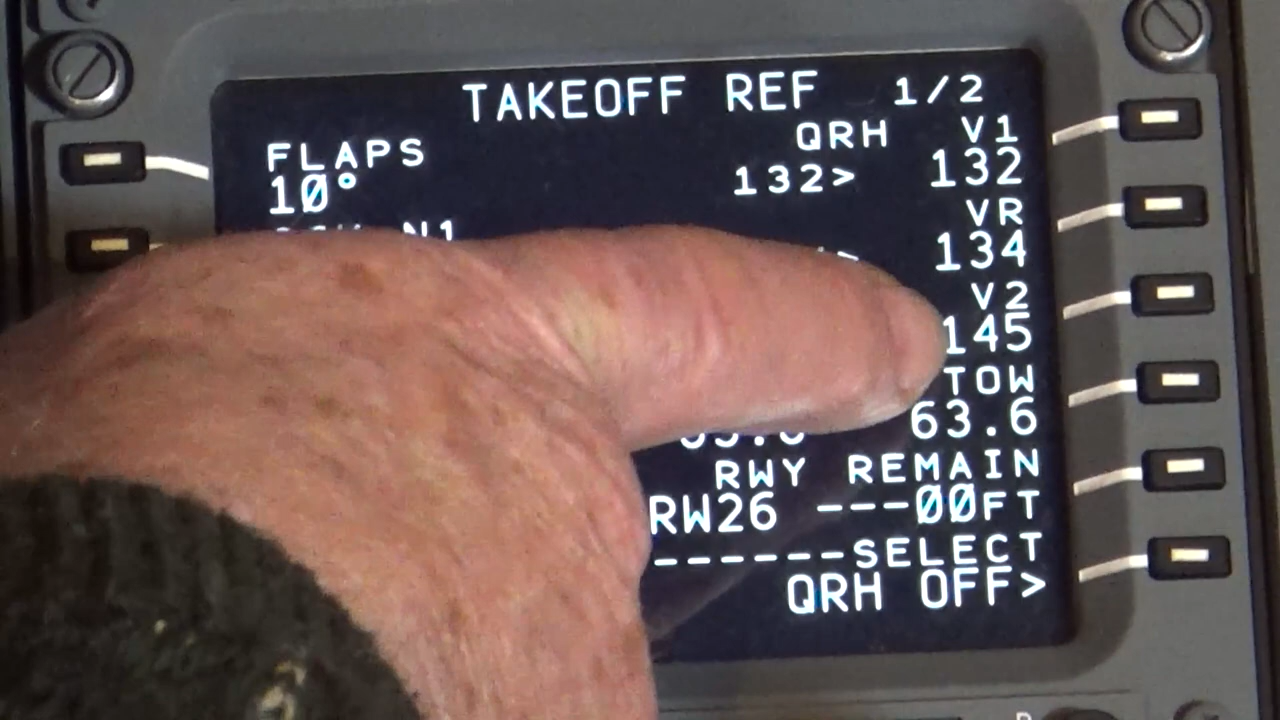 TAKEOFF REF 1/2
FLAPS QRH V1
10° 132> 132
N1 VR
> 134
V2
145
TOW
63.6
RWY REMAIN
RW26 ---00FT
------SELECT
QRH OFF>